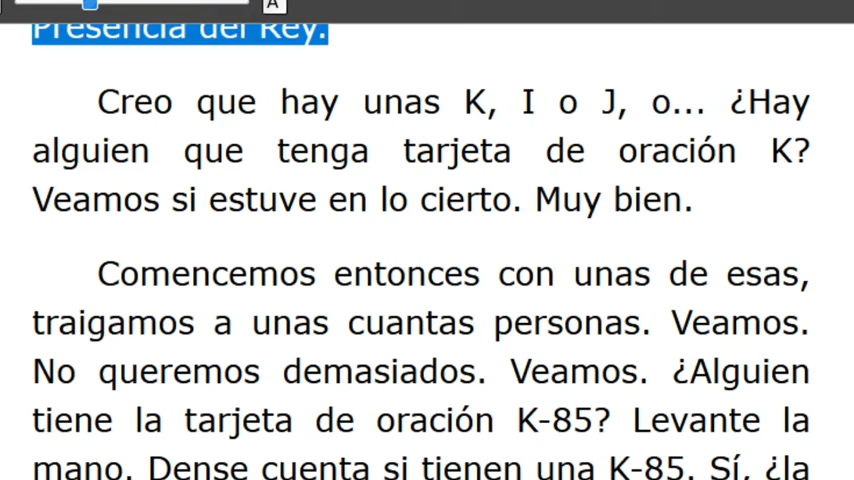 A
Presencia del Rey.
Creo que hay unas K, I o J, o... ¿Hay
alguien que tenga tarjeta de oración K?
Veamos si estuve en lo cierto. Muy bien.
Comencemos entonces con unas de esas,
traigamos a unas cuantas personas. Veamos.
No queremos demasiados. Veamos. ¿Alguien
tiene la tarjeta de oración K-85? Levante la
mano. Dense cuenta si tienen una K-85. Sí, ¿la